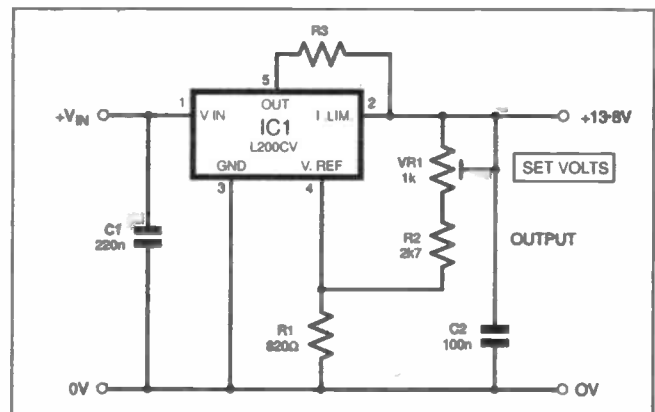 R3
5
1
V IN
OUT
I LIM.
2
+VIN
IC1
L200CV
+13·8V
GND
V. REF
3
4
VR1
1k
SET VOLTS
C1
220n
R2
2k7
OUTPUT
R1
820Ω
C2
100n
0V
0V